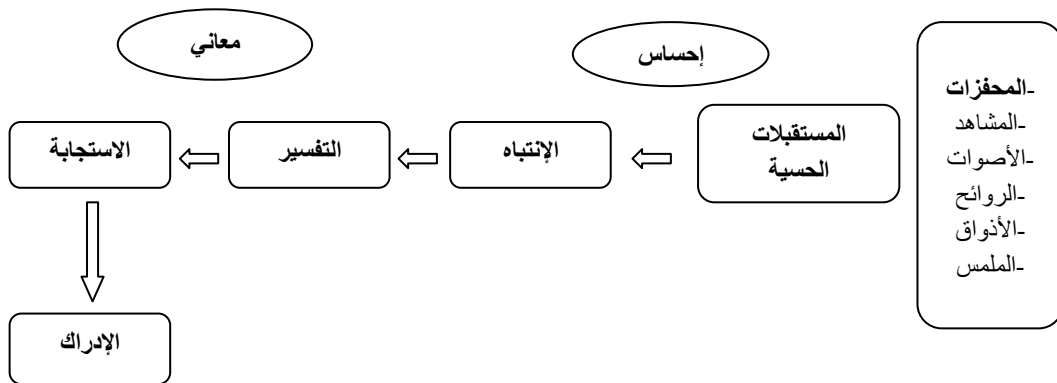 معاني
إحساس
-المحفزات
-المشاهد
-الأصوات
-الروائح
-الأذواق
-الملمس
المستقبلات
الحسية
الإنتباه
التفسير
الاستجابة
الإدراك